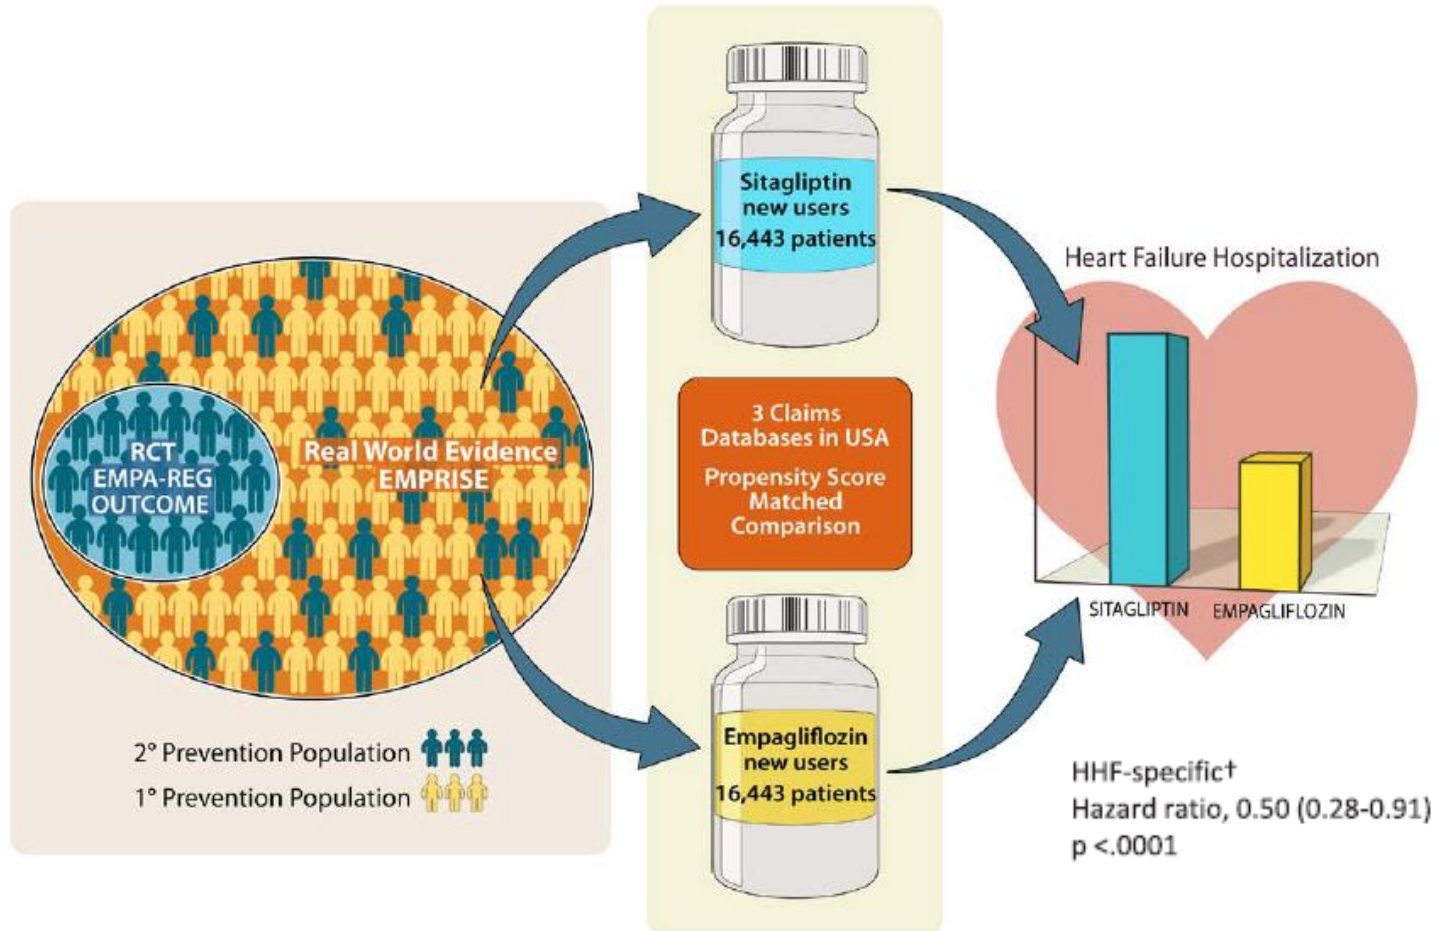 RCT
EMPA-REG
OUTCOME
Real World Evidence
EMPRISE
2° Prevention Population
1° Prevention Population
Sitagliptin
new users
16,443 patients
3 Claims
Databases in USA
Propensity Score
Matched
Comparison
Empagliflozin
new users
16,443 patients
Heart Failure Hospitalization
SITAGLIPTIN
EMPAGLIFLOZIN
HHF-specific†
Hazard ratio, 0.50 (0.28-0.91)
p <.0001